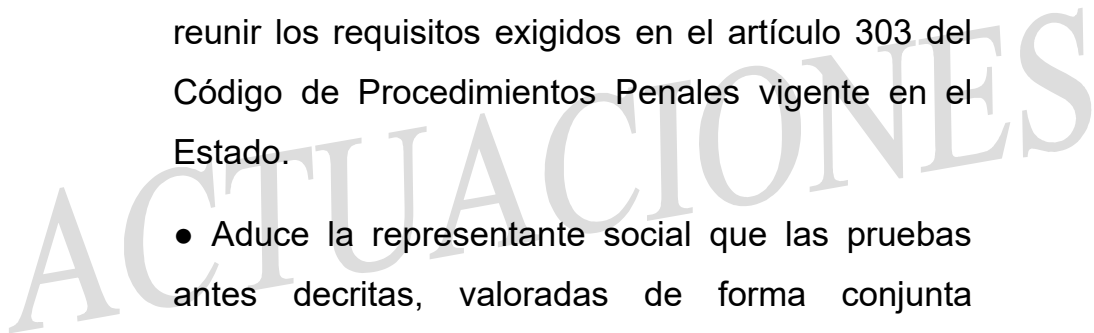 reunir los requisitos exigidos en el artículo 303 del
Código de Procedimientos Penales vigente en el
Estado.
● Aduce la representante social que las pruebas
antes decritas, valoradas de forma conjunta
ACTUACIONES